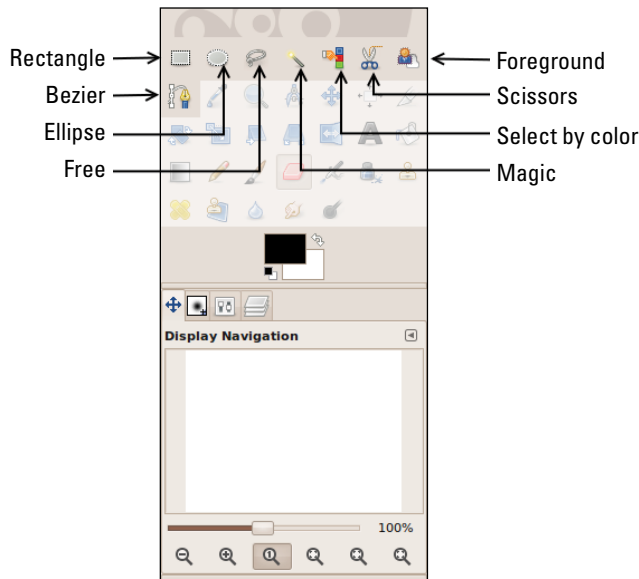 Rectangle
Foreground
Bezier
Scissors
Ellipse
Select by color
Free
Magic
Display Navigation
100%